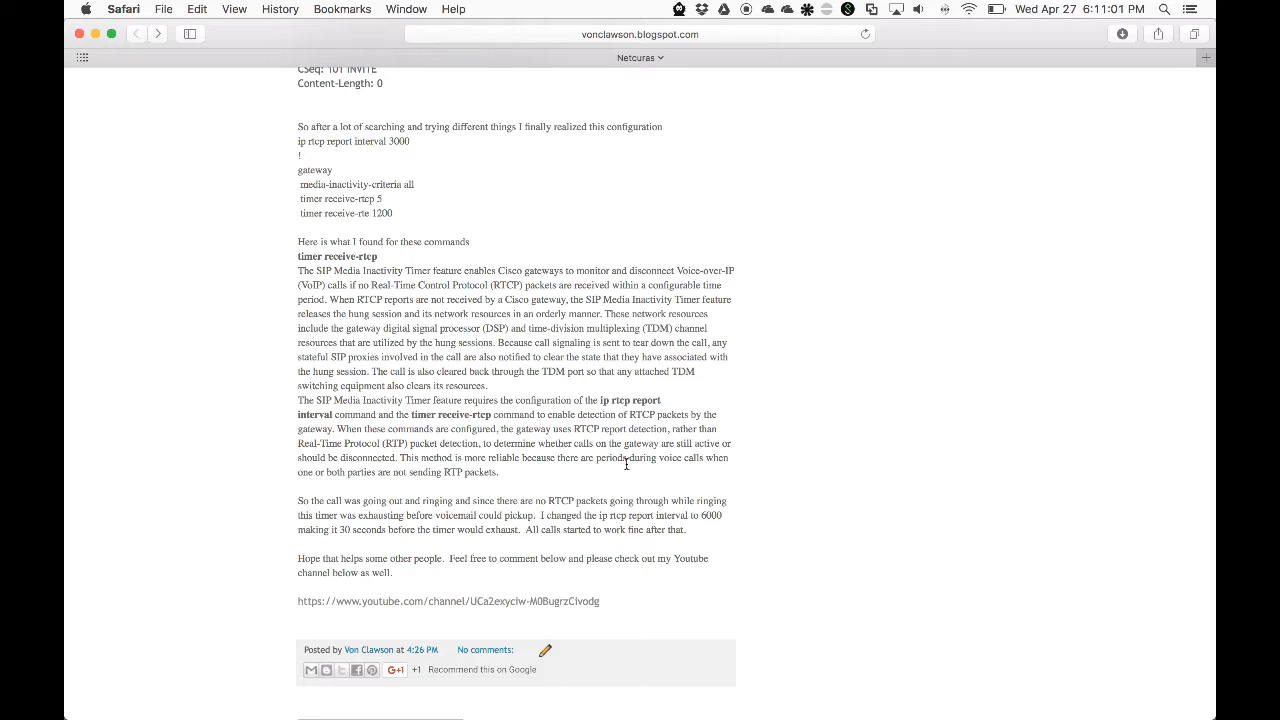 Safari File Edit View History Bookmarks Window Help Wed Apr 27 6:11:01 PM
vonclawson.blogspot.com
Netcuras
CSeq: 101 INVITE
Content-Length: 0
So after a lot of searching and trying different things I finally realized this configuration
ip rtcp report interval 3000
!
gateway
media-inactivity-criteria all
timer receive-rtcp 5
timer receive-rte 1200
Here is what I found for these commands
timer receive-rtcp
The SIP Media Inactivity Timer feature enables Cisco gateways to monitor and disconnect Voice-over-IP
(VoIP) calls if no Real-Time Control Protocol (RTCP) packets are received within a configurable time
period. When RTCP reports are not received by a Cisco gateway, the SIP Media Inactivity Timer feature
releases the hung session and its network resources in an orderly manner. These network resources
include the gateway digital signal processor (DSP) and time-division multiplexing (TDM) channel
resources that are utilized by the hung sessions. Because call signaling is sent to tear down the call, any
stateful SIP proxies involved in the call are also notified to clear the state that they have associated with
the hung session. The call is also cleared back through the TDM port so that any attached TDM
switching equipment also clears its resources.
The SIP Media Inactivity Timer feature requires the configuration of the ip rtcp report
interval command and the timer receive-rtcp command to enable detection of RTCP packets by the
gateway. When these commands are configured, the gateway uses RTCP report detection, rather than
Real-Time Protocol (RTP) packet detection, to determine whether calls on the gateway are still active or
should be disconnected. This method is more reliable because there are periods during voice calls when
one or both parties are not sending RTP packets.
So the call was going out and ringing and since there are no RTCP packets going through while ringing
this timer was exhausting before voicemail could pickup. I changed the ip rtcp report interval to 6000
making it 30 seconds before the timer would exhaust. All calls started to work fine after that.
Hope that helps some other people. Feel free to comment below and please check out my Youtube
channel below as well.
https://www.youtube.com/channel/UCa2exyciw-M0BugrzCivodg
Posted by Von Clawson at 4:26 PM No comments:
G+1 +1 Recommend this on Google